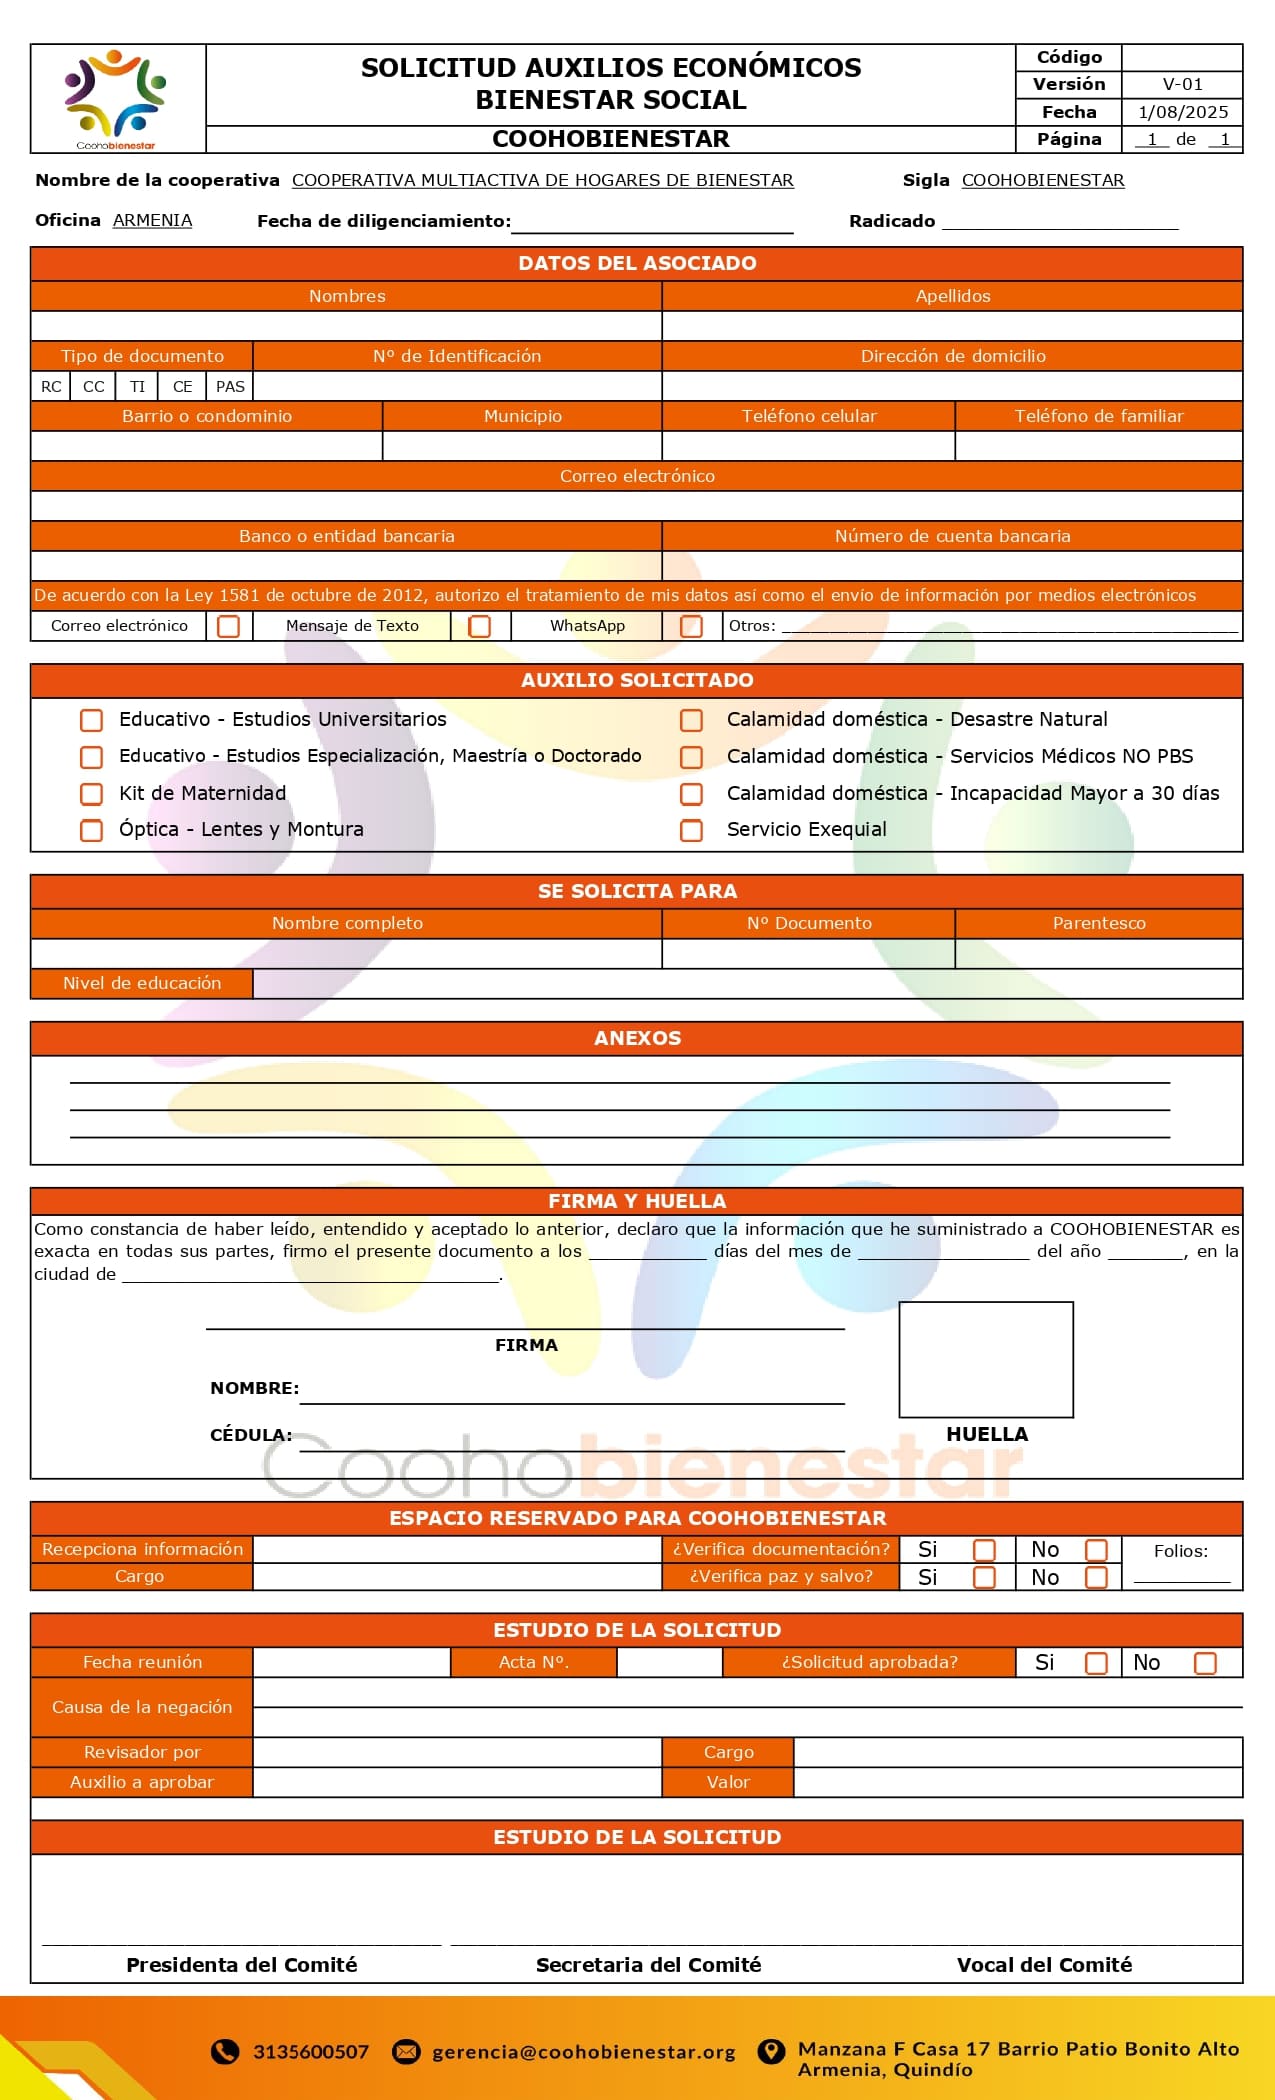 SOLICITUD AUXILIOS ECONÓMICOS
BIENESTAR SOCIAL
COOHOBIENESTAR
Coohobienestar
Código
Versión V-01
Fecha 1/08/2025
Página 1 de 1
Nombre de la cooperativa COOPERATIVA MULTIACTIVA DE HOGARES DE BIENESTAR Sigla COOHOBIENESTAR
Oficina ARMENIA Fecha de diligenciamiento: Radicado
DATOS DEL ASOCIADO
Nombres Apellidos
Tipo de documento Nº de Identificación Dirección de domicilio
RC CC TI CE PAS
Barrio o condominio Municipio Teléfono celular Teléfono de familiar
Correo electrónico
Banco o entidad bancaria Número de cuenta bancaria
De acuerdo con la Ley 1581 de octubre de 2012, autorizo el tratamiento de mis datos así como el envío de información por medios electrónicos
Correo electrónico Mensaje de Texto WhatsApp Otros:
AUXILIO SOLICITADO
Educativo - Estudios Universitarios Calamidad doméstica - Desastre Natural
Educativo - Estudios Especialización, Maestría o Doctorado Calamidad doméstica - Servicios Médicos NO PBS
Kit de Maternidad Calamidad doméstica - Incapacidad Mayor a 30 días
Óptica - Lentes y Montura Servicio Exequial
SE SOLICITA PARA
Nombre completo Nº Documento Parentesco
Nivel de educación
ANEXOS
FIRMA Y HUELLA
Como constancia de haber leído, entendido y aceptado lo anterior, declaro que la información que he suministrado a COOHOBIENESTAR es
exacta en todas sus partes, firmo el presente documento a los ____________ días del mes de __________________ del año ________, en la
ciudad de ________________________________________.
FIRMA
NOMBRE:
CÉDULA: HUELLA
Coohobienestar
ESPACIO RESERVADO PARA COOHOBIENESTAR
Recepciona información ¿Verifica documentación? Si No Folios:
Cargo ¿Verifica paz y salvo? Si No
ESTUDIO DE LA SOLICITUD
Fecha reunión Acta Nº. ¿Solicitud aprobada? Si No
Causa de la negación
Revisador por Cargo
Auxilio a aprobar Valor
ESTUDIO DE LA SOLICITUD
Presidenta del Comité Secretaria del Comité Vocal del Comité
3135600507 gerencia@coohobienestar.org Manzana F Casa 17 Barrio Patio Bonito Alto
Armenia, Quindío